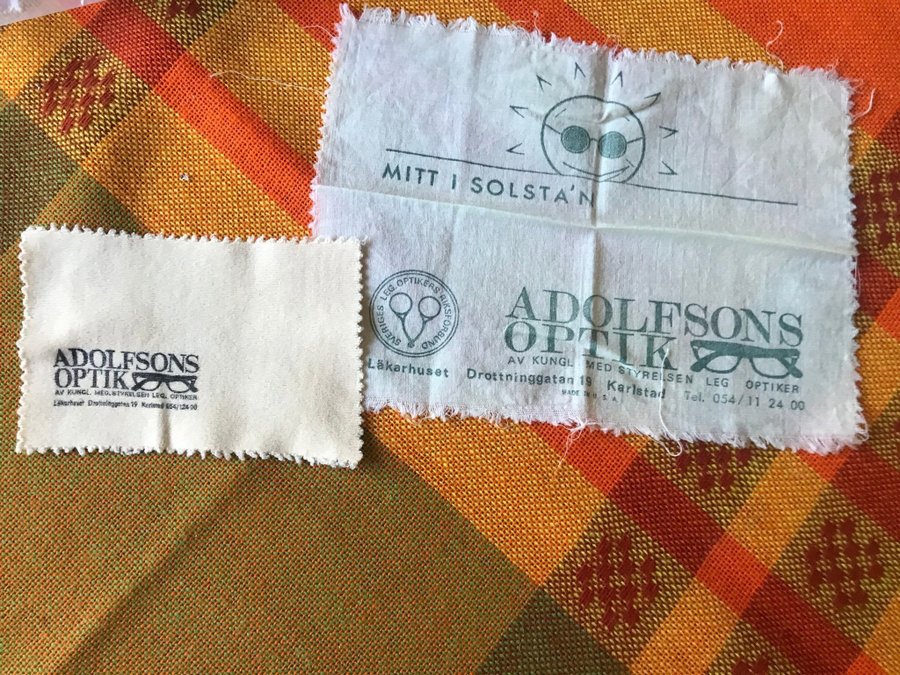 MITT I SOLSTA'N
SVERIGES LEG. OPTIKERS RIKSFÖRBUND
ADOLFSONS
OPTIK
AV KUNGL MED STYRELSEN LEG OPTIKER
Läkarhuset Drottninggatan 19 Karlstad Tel. 054/11 24 00
MADE IN U.S.A.
ADOLFSONS
OPTIK
AV KUNGL. MED. STYRELSEN LEG. OPTIKER
Läkarhuset Drottninggatan 19 Karlstad 054/124 00